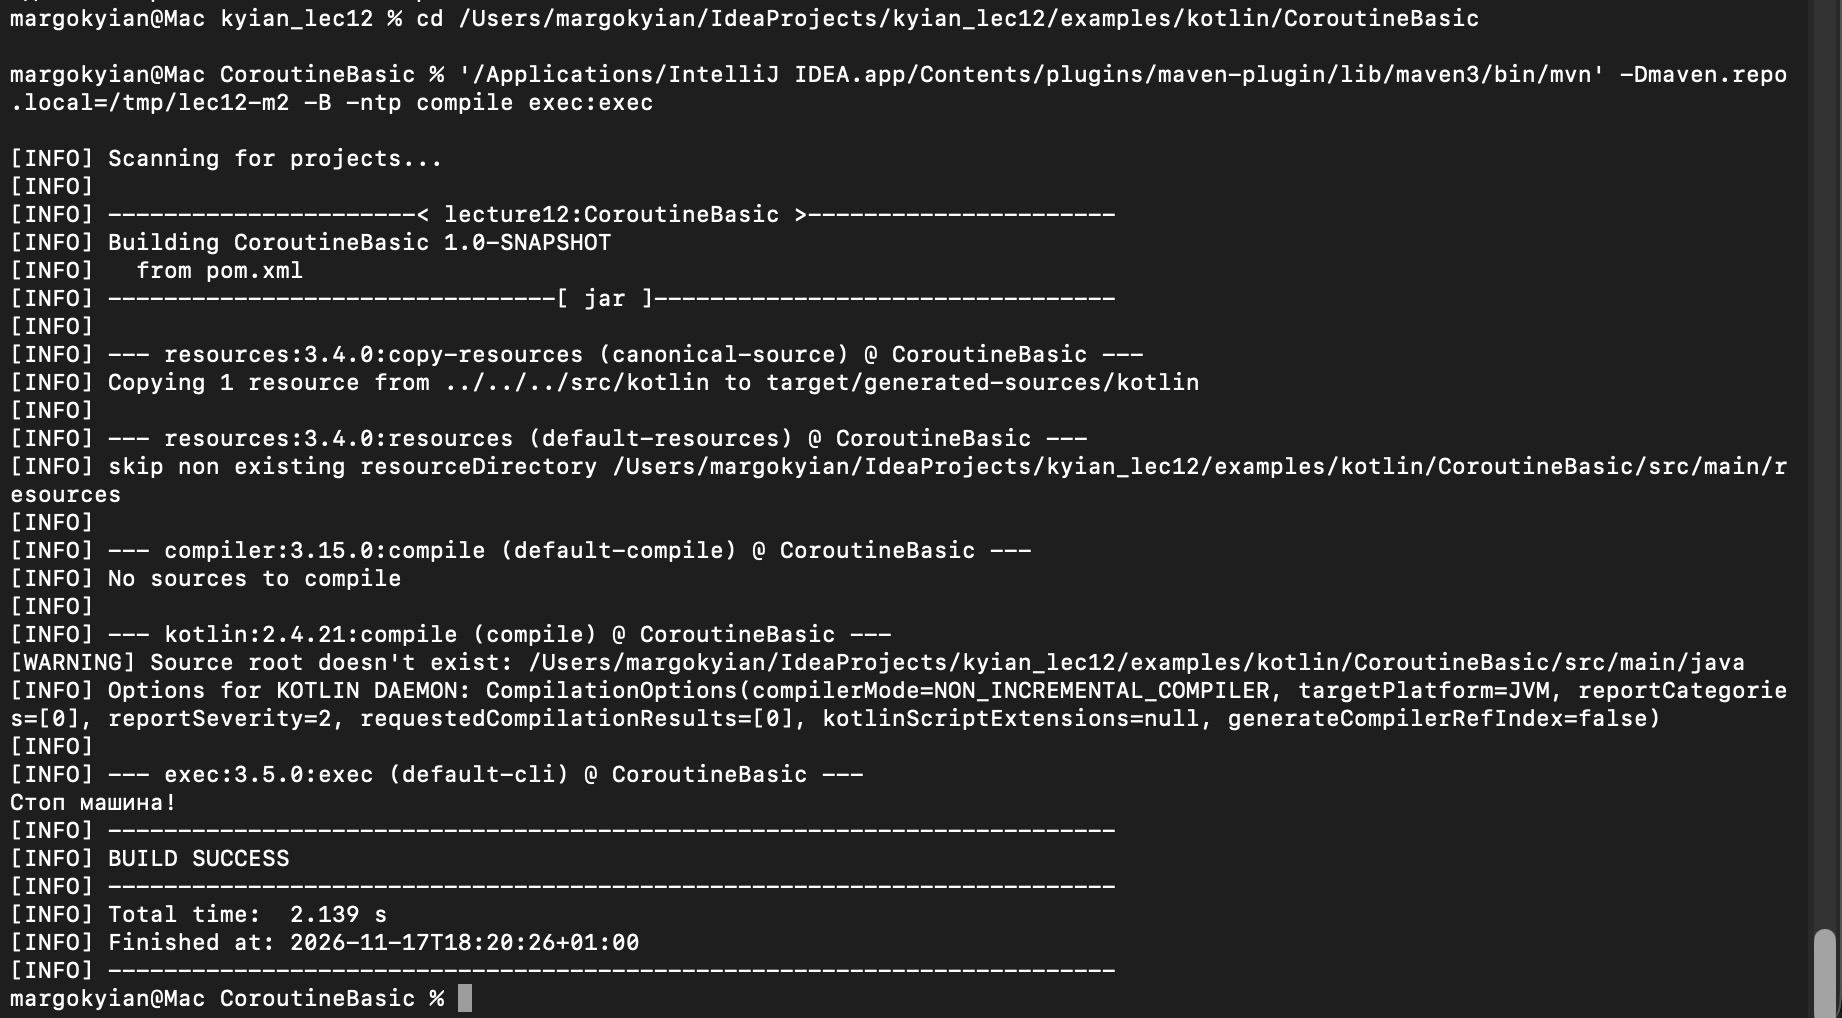 margokyian@Mac kyian_lec12 % cd /Users/margokyian/IdeaProjects/kyian_lec12/examples/kotlin/CoroutineBasic
margokyian@Mac CoroutineBasic % '/Applications/IntelliJ IDEA.app/Contents/plugins/maven-plugin/lib/maven3/bin/mvn' -Dmaven.repo
.local=/tmp/lec12-m2 -B -ntp compile exec:exec
[INFO] Scanning for projects...
[INFO]
[INFO] ----------------------< lecture12:CoroutineBasic >----------------------
[INFO] Building CoroutineBasic 1.0-SNAPSHOT
[INFO]   from pom.xml
[INFO] --------------------------------[ jar ]---------------------------------
[INFO]
[INFO] --- resources:3.4.0:copy-resources (canonical-source) @ CoroutineBasic ---
[INFO] Copying 1 resource from ../../../src/kotlin to target/generated-sources/kotlin
[INFO]
[INFO] --- resources:3.4.0:resources (default-resources) @ CoroutineBasic ---
[INFO] skip non existing resourceDirectory /Users/margokyian/IdeaProjects/kyian_lec12/examples/kotlin/CoroutineBasic/src/main/r
esources
[INFO]
[INFO] --- compiler:3.15.0:compile (default-compile) @ CoroutineBasic ---
[INFO] No sources to compile
[INFO]
[INFO] --- kotlin:2.4.21:compile (compile) @ CoroutineBasic ---
[WARNING] Source root doesn't exist: /Users/margokyian/IdeaProjects/kyian_lec12/examples/kotlin/CoroutineBasic/src/main/java
[INFO] Options for KOTLIN DAEMON: CompilationOptions(compilerMode=NON_INCREMENTAL_COMPILER, targetPlatform=JVM, reportCategorie
s=[0], reportSeverity=2, requestedCompilationResults=[0], kotlinScriptExtensions=null, generateCompilerRefIndex=false)
[INFO]
[INFO] --- exec:3.5.0:exec (default-cli) @ CoroutineBasic ---
Стоп машина!
[INFO] ------------------------------------------------------------------------
[INFO] BUILD SUCCESS
[INFO] ------------------------------------------------------------------------
[INFO] Total time:  2.139 s
[INFO] Finished at: 2026-11-17T18:20:26+01:00
[INFO] ------------------------------------------------------------------------
margokyian@Mac CoroutineBasic %